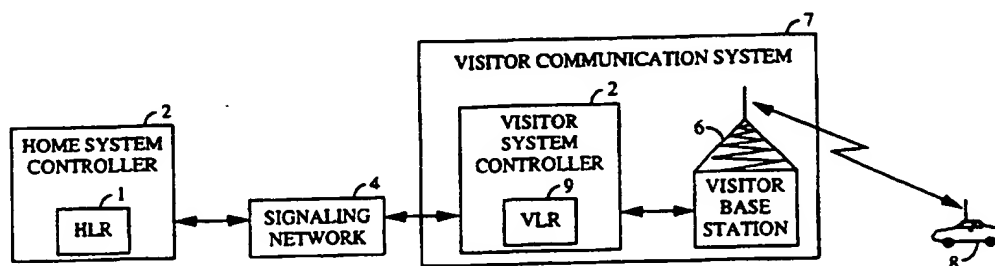 7
VISITOR COMMUNICATION SYSTEM
2
HOME SYSTEM
CONTROLLER
1
HLR
4
SIGNALING
NETWORK
2
VISITOR
SYSTEM
CONTROLLER
9
VLR
6
VISITOR
BASE
STATION
8